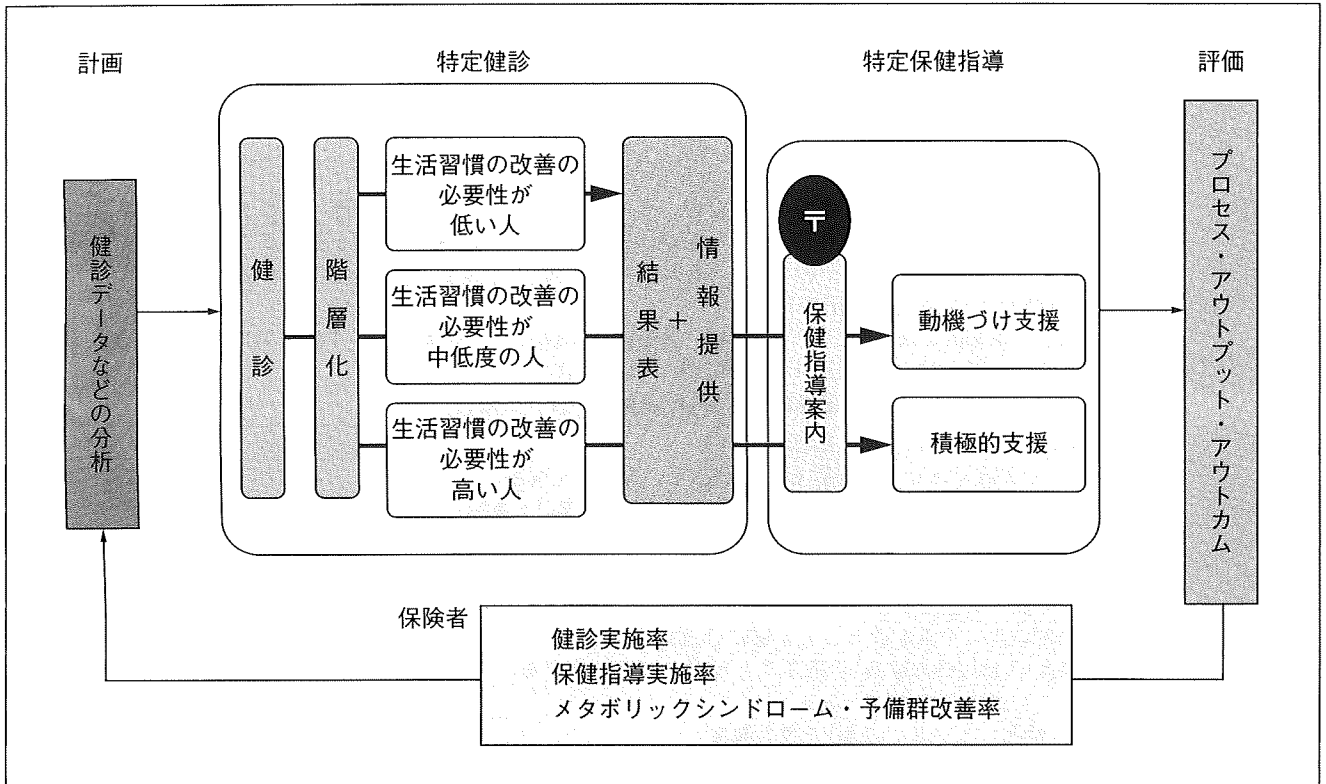 計画
特定健診
特定保健指導
評価
健診データなどの分析
健診
階層化
生活習慣の改善の
必要性が
低い人
生活習慣の改善の
必要性が
中低度の人
生活習慣の改善の
必要性が
高い人
結果表
+
情報提供
〒
保健指導案内
動機づけ支援
積極的支援
プロセス・アウトプット・アウトカム
保険者
健診実施率
保健指導実施率
メタボリックシンドローム・予備群改善率